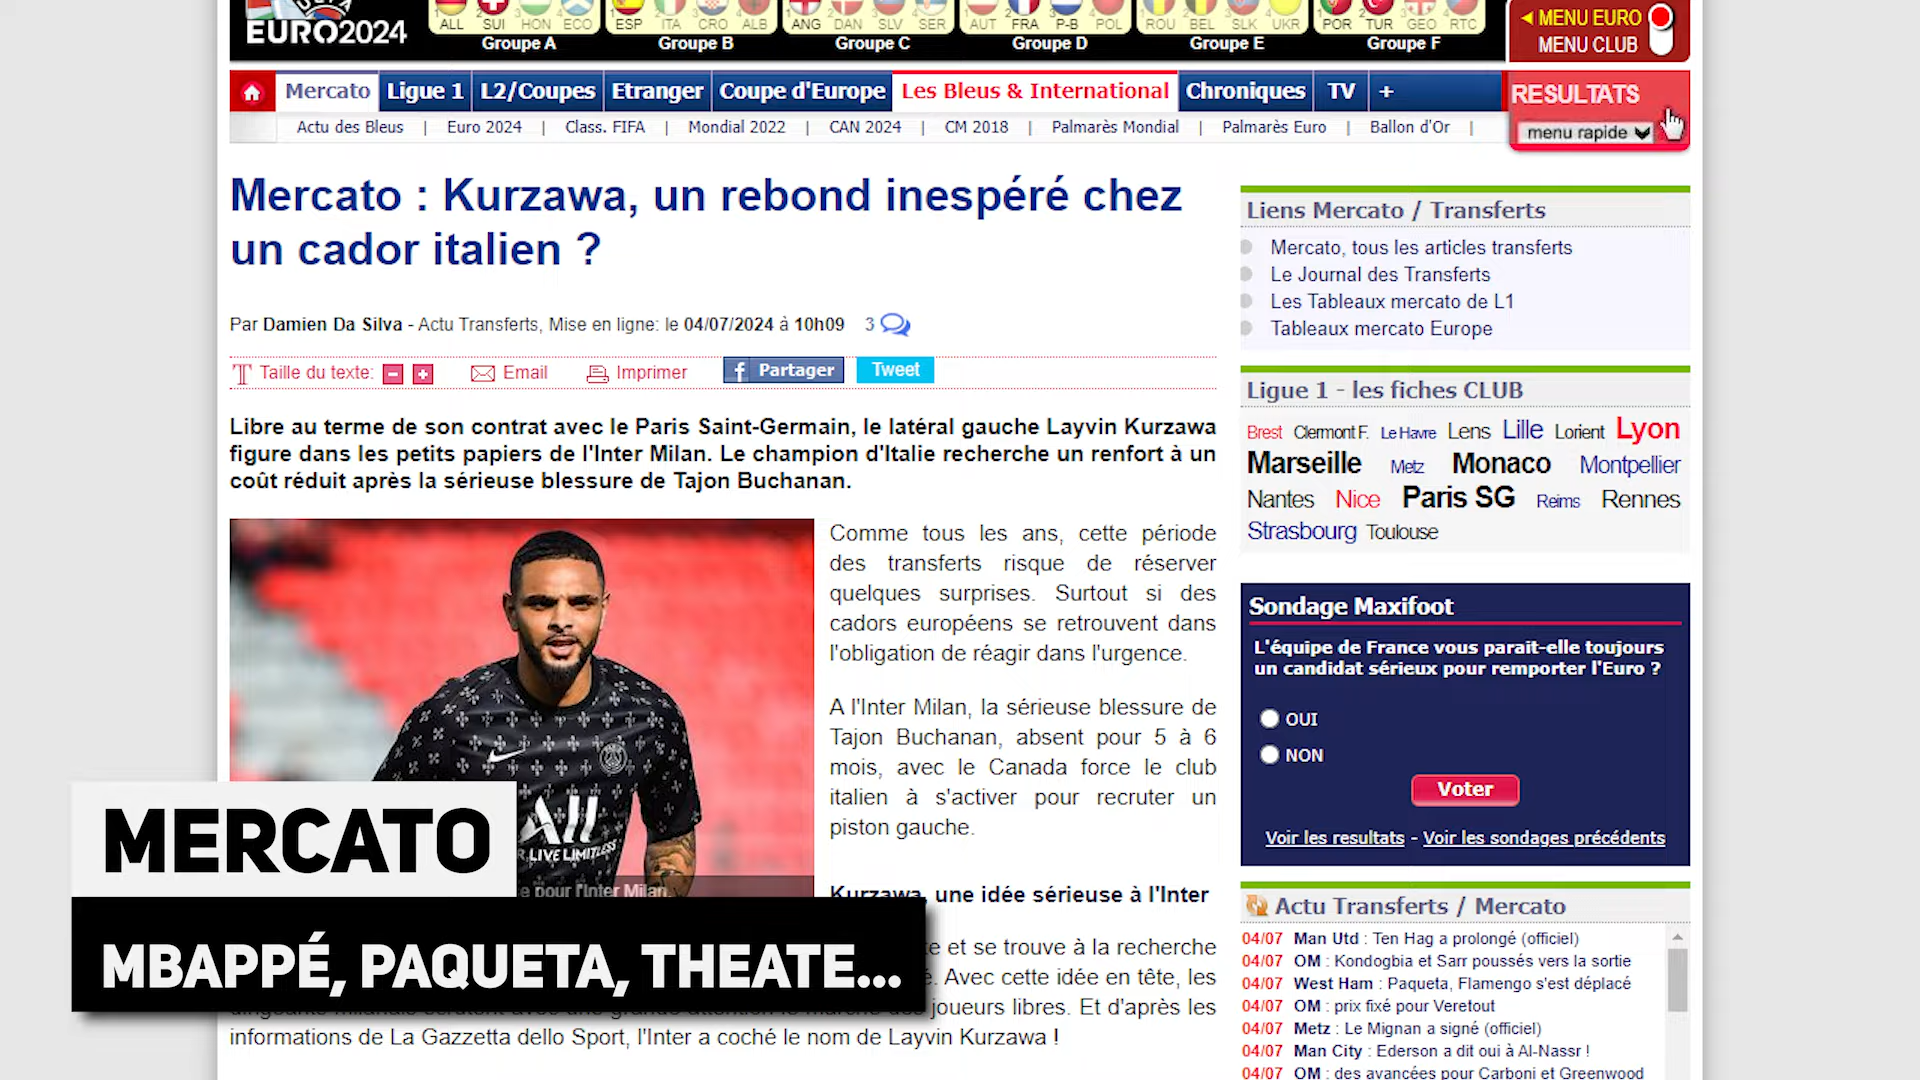 EURO2024
ALL SUI HON ECO
Groupe A
ESP ITA CRO ALB
Groupe B
ANG DAN SLV SER
Groupe C
AUT FRA P-B POL
Groupe D
ROU BEL SLK UKR
Groupe E
POR TUR GEO RTC
Groupe F
MENU EURO
MENU CLUB
Mercato Ligue 1 L2/Coupes Etranger Coupe d'Europe Les Bleus & International Chroniques TV +
RESULTATS
menu rapide
Actu des Bleus | Euro 2024 | Class. FIFA | Mondial 2022 | CAN 2024 | CM 2018 | Palmarès Mondial | Palmarès Euro | Ballon d'Or |
Mercato : Kurzawa, un rebond inespéré chez
un cador italien ?
Par Damien Da Silva - Actu Transferts, Mise en ligne: le 04/07/2024 à 10h09 3
Taille du texte: - + Email Imprimer Partager Tweet
Libre au terme de son contrat avec le Paris Saint-Germain, le latéral gauche Layvin Kurzawa
figure dans les petits papiers de l'Inter Milan. Le champion d'Italie recherche un renfort à un
coût réduit après la sérieuse blessure de Tajon Buchanan.
Comme tous les ans, cette période
des transferts risque de réserver
quelques surprises. Surtout si des
cadors européens se retrouvent dans
l'obligation de réagir dans l'urgence.
A l'Inter Milan, la sérieuse blessure de
Tajon Buchanan, absent pour 5 à 6
mois, avec le Canada force le club
italien à s'activer pour recruter un
piston gauche.
ALL
LIVE LIMITLESS
e pour l'Inter Milan.
Kurzawa, une idée sérieuse à l'Inter
et se trouve à la recherche
Avec cette idée en tête, les
joueurs libres. Et d'après les
informations de La Gazzetta dello Sport, l'Inter a coché le nom de Layvin Kurzawa !
MERCATO
MBAPPÉ, PAQUETA, THEATE...
Liens Mercato / Transferts
Mercato, tous les articles transferts
Le Journal des Transferts
Les Tableaux mercato de L1
Tableaux mercato Europe
Ligue 1 - les fiches CLUB
Brest Clermont F. Le Havre Lens Lille Lorient Lyon
Marseille Metz Monaco Montpellier
Nantes Nice Paris SG Reims Rennes
Strasbourg Toulouse
Sondage Maxifoot
L'équipe de France vous parait-elle toujours
un candidat sérieux pour remporter l'Euro ?
OUI
NON
Voter
Voir les resultats - Voir les sondages précédents
Actu Transferts / Mercato
04/07 Man Utd : Ten Hag a prolongé (officiel)
04/07 OM : Kondogbia et Sarr poussés vers la sortie
04/07 West Ham : Paqueta, Flamengo s'est déplacé
04/07 OM : prix fixé pour Veretout
04/07 Metz : Le Mignan a signé (officiel)
04/07 Man City : Ederson a dit oui à Al-Nassr !
04/07 OM : des avancées pour Carboni et Greenwood